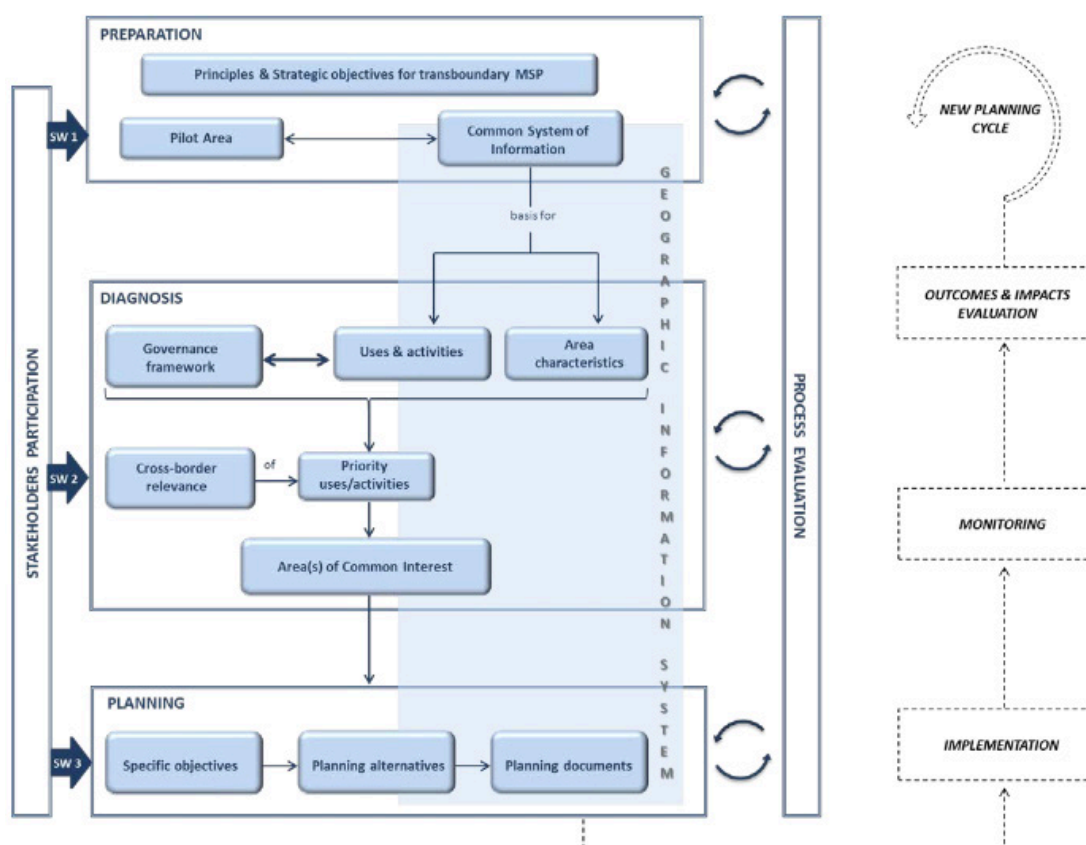 PREPARATION
Principles & Strategic objectives for transboundary MSP
SW 1
Pilot Area
Common System of
Information
basis for
GEOGRAPHIC INFORMATION SYSTEM
STAKEHOLDERS PARTICIPATION
DIAGNOSIS
Governance
framework
Uses & activities
Area
characteristics
SW 2
Cross-border
relevance
of
Priority
uses/activities
Area(s) of Common Interest
PLANNING
SW 3
Specific objectives
Planning alternatives
Planning documents
PROCESS EVALUATION
NEW PLANNING
CYCLE
OUTCOMES & IMPACTS
EVALUATION
MONITORING
IMPLEMENTATION